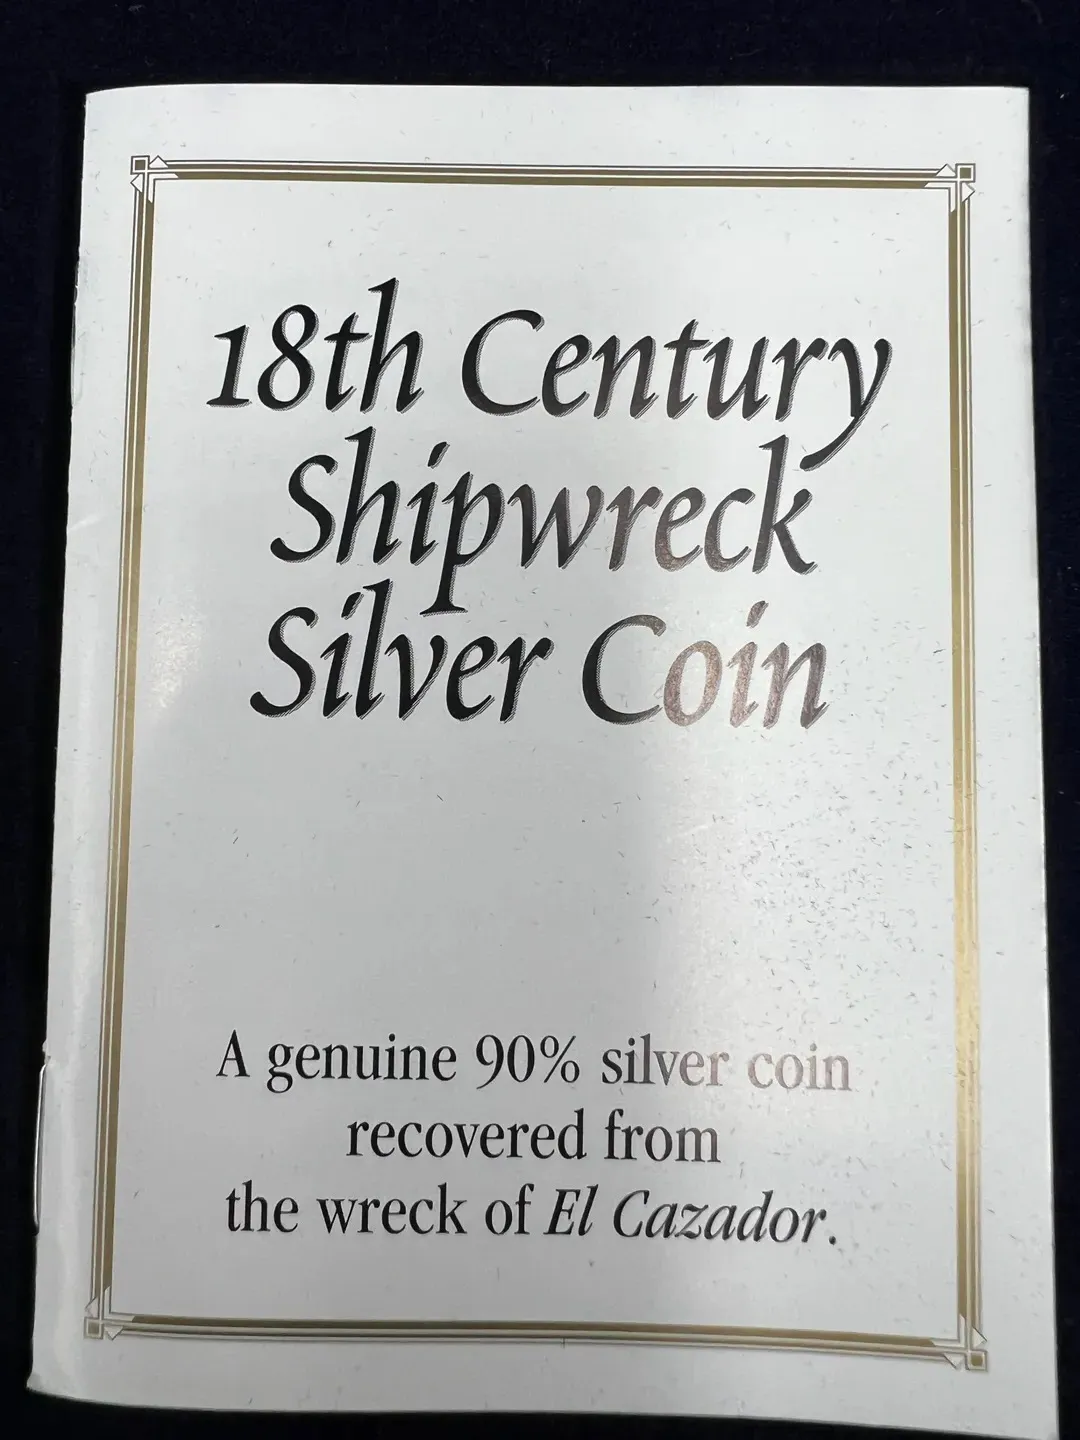 18th Century
Shipwreck
Silver Coin
A genuine 90% silver coin
recovered from
the wreck of El Cazador.